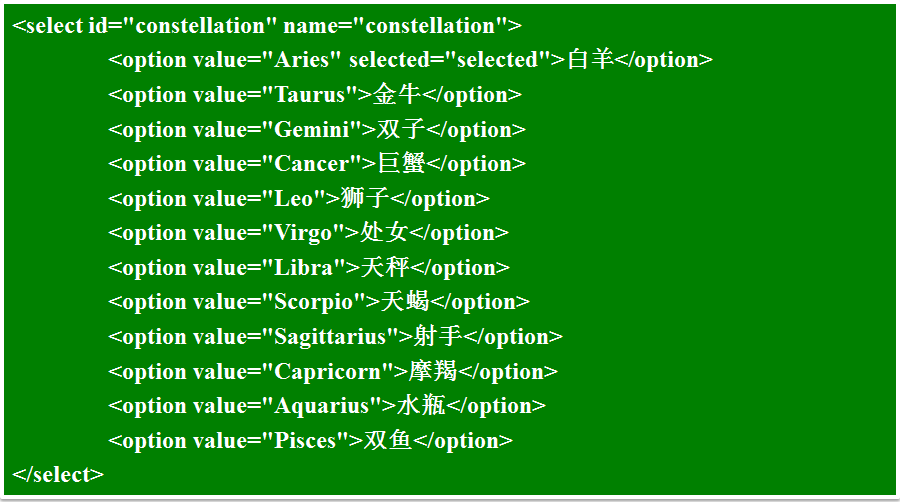 <select id="constellation" name="constellation">
<option value="Aries" selected="selected">白羊</option>
<option value="Taurus">金牛</option>
<option value="Gemini">双子</option>
<option value="Cancer">巨蟹</option>
<option value="Leo">狮子</option>
<option value="Virgo">处女</option>
<option value="Libra">天秤</option>
<option value="Scorpio">天蝎</option>
<option value="Sagittarius">射手</option>
<option value="Capricorn">摩羯</option>
<option value="Aquarius">水瓶</option>
<option value="Pisces">双鱼</option>
</select>